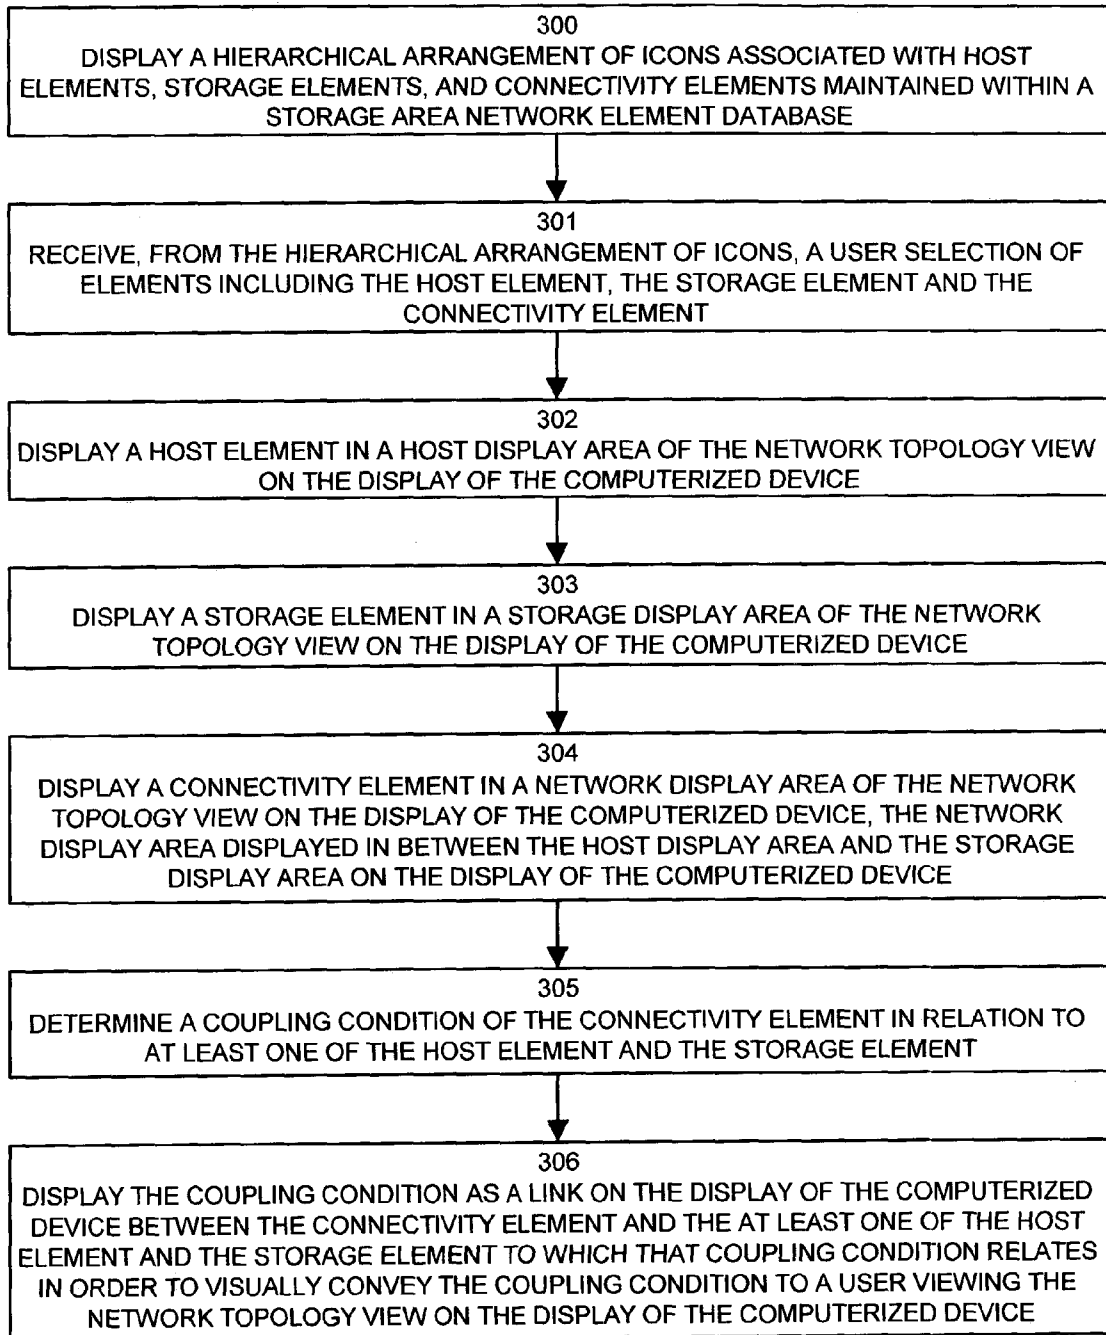 300
DISPLAY A HIERARCHICAL ARRANGEMENT OF ICONS ASSOCIATED WITH HOST
ELEMENTS, STORAGE ELEMENTS, AND CONNECTIVITY ELEMENTS MAINTAINED WITHIN A
STORAGE AREA NETWORK ELEMENT DATABASE
301
RECEIVE, FROM THE HIERARCHICAL ARRANGEMENT OF ICONS, A USER SELECTION OF
ELEMENTS INCLUDING THE HOST ELEMENT, THE STORAGE ELEMENT AND THE
CONNECTIVITY ELEMENT
302
DISPLAY A HOST ELEMENT IN A HOST DISPLAY AREA OF THE NETWORK TOPOLOGY VIEW
ON THE DISPLAY OF THE COMPUTERIZED DEVICE
303
DISPLAY A STORAGE ELEMENT IN A STORAGE DISPLAY AREA OF THE NETWORK
TOPOLOGY VIEW ON THE DISPLAY OF THE COMPUTERIZED DEVICE
304
DISPLAY A CONNECTIVITY ELEMENT IN A NETWORK DISPLAY AREA OF THE NETWORK
TOPOLOGY VIEW ON THE DISPLAY OF THE COMPUTERIZED DEVICE, THE NETWORK
DISPLAY AREA DISPLAYED IN BETWEEN THE HOST DISPLAY AREA AND THE STORAGE
DISPLAY AREA ON THE DISPLAY OF THE COMPUTERIZED DEVICE
305
DETERMINE A COUPLING CONDITION OF THE CONNECTIVITY ELEMENT IN RELATION TO
AT LEAST ONE OF THE HOST ELEMENT AND THE STORAGE ELEMENT
306
DISPLAY THE COUPLING CONDITION AS A LINK ON THE DISPLAY OF THE COMPUTERIZED
DEVICE BETWEEN THE CONNECTIVITY ELEMENT AND THE AT LEAST ONE OF THE HOST
ELEMENT AND THE STORAGE ELEMENT TO WHICH THAT COUPLING CONDITION RELATES
IN ORDER TO VISUALLY CONVEY THE COUPLING CONDITION TO A USER VIEWING THE
NETWORK TOPOLOGY VIEW ON THE DISPLAY OF THE COMPUTERIZED DEVICE